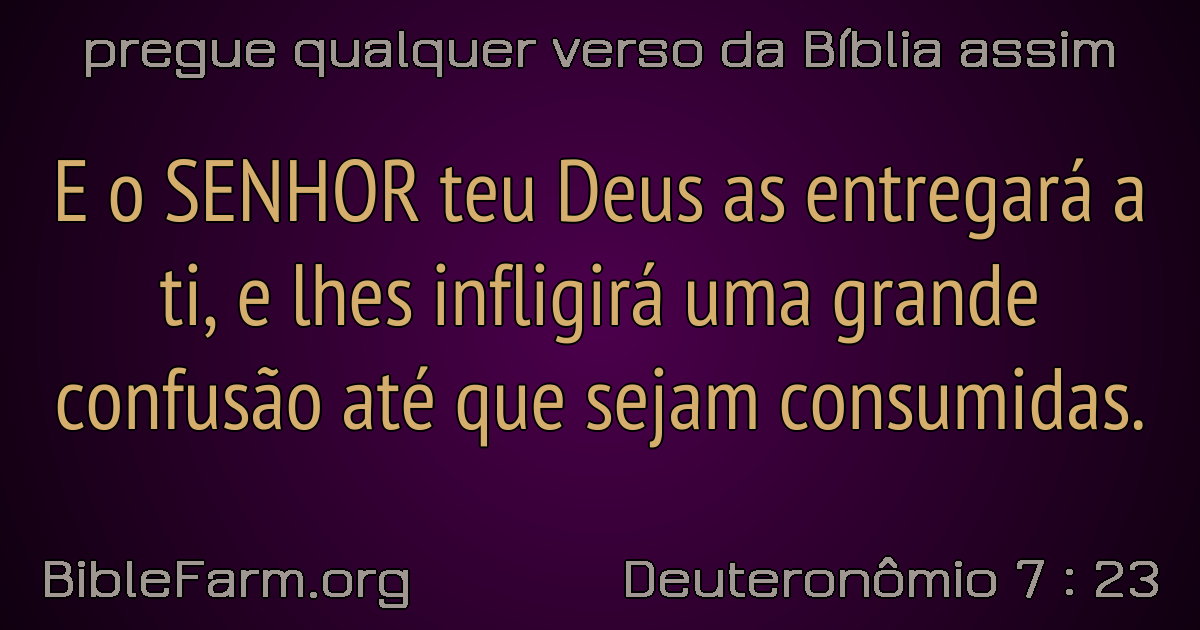 pregue qualquer verso da Bíblia assim
E o SENHOR teu Deus as entregará a
ti, e lhes infligirá uma grande
confusão até que sejam consumidas.
BibleFarm.org
Deuteronômio 7 : 23